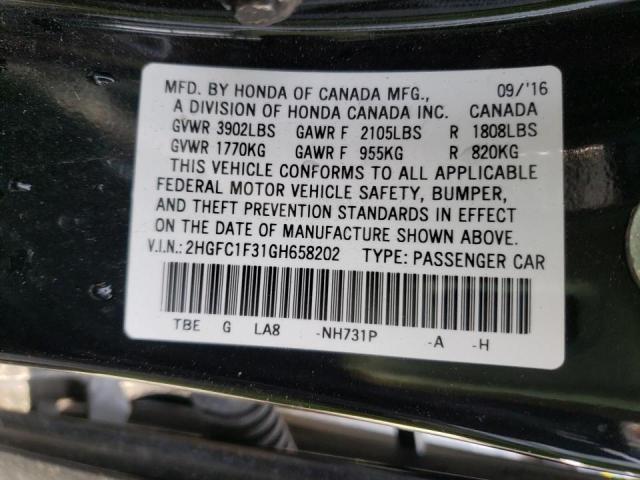 MFD. BY HONDA OF CANADA MFG., 09/'16
A DIVISION OF HONDA CANADA INC. CANADA
GVWR 3902LBS GAWR F 2105LBS R 1808LBS
GVWR 1770KG GAWR F 955KG R 820KG
THIS VEHICLE CONFORMS TO ALL APPLICABLE
FEDERAL MOTOR VEHICLE SAFETY, BUMPER,
AND THEFT PREVENTION STANDARDS IN EFFECT
ON THE DATE OF MANUFACTURE SHOWN ABOVE.
V.I.N.: 2HGFC1F31GH658202 TYPE: PASSENGER CAR
TBE G LA8 -NH731P -A -H